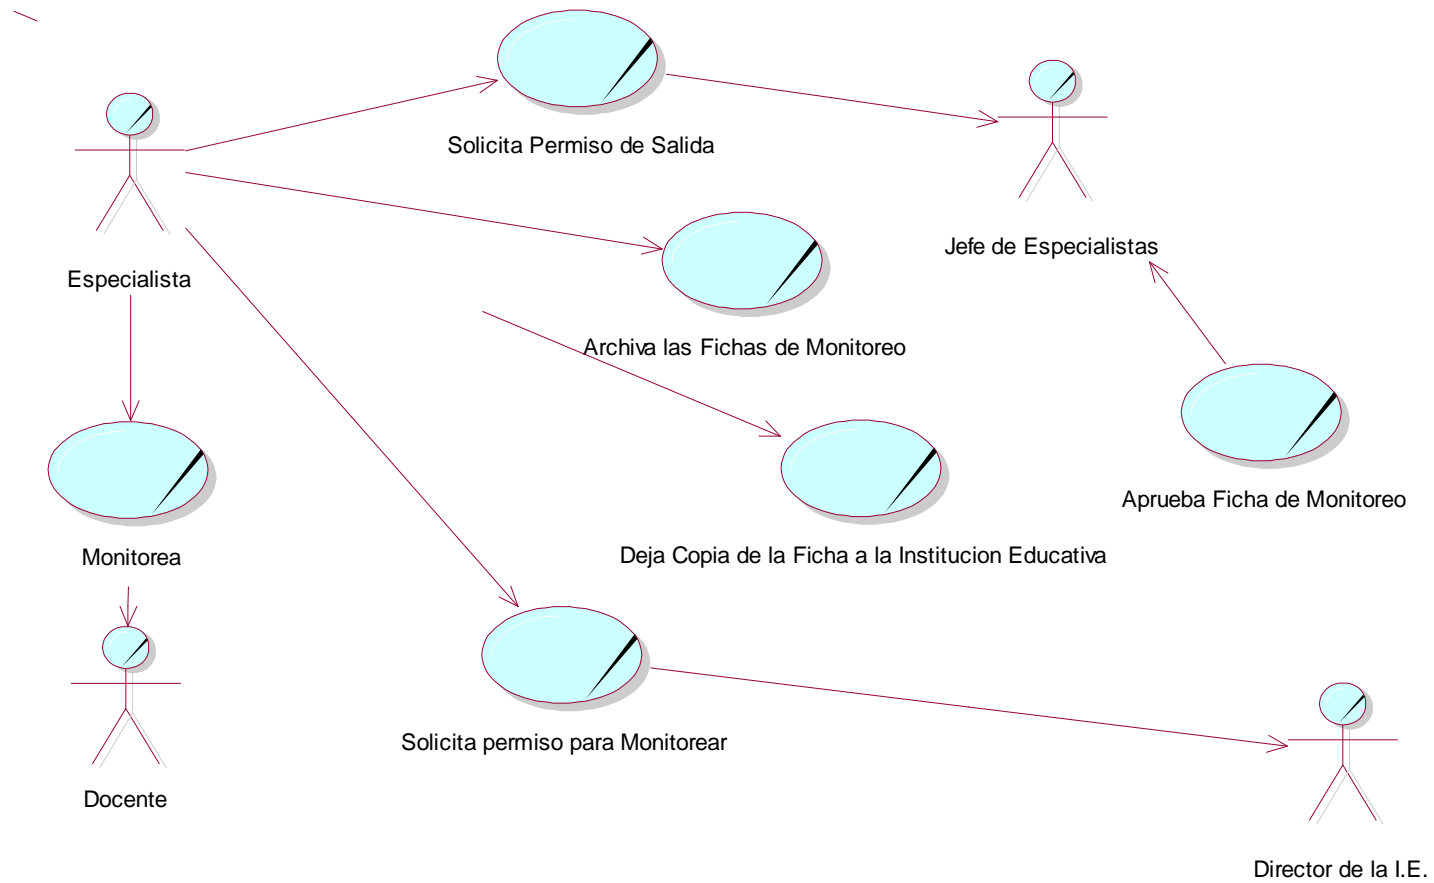 Solicita Permiso de Salida
Jefe de Especialistas
Especialista
Archiva las Fichas de Monitoreo
Aprueba Ficha de Monitoreo
Monitorea
Deja Copia de la Ficha a la Institucion Educativa
Solicita permiso para Monitorear
Docente
Director de la I.E.